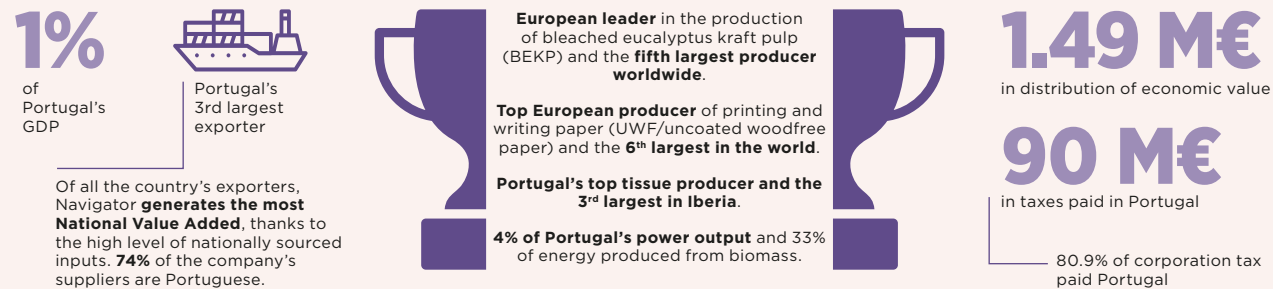 1%
of
Portugal's
GDP
Portugal's
3rd largest
exporter
Of all the country's exporters,
Navigator generates the most
National Value Added, thanks to
the high level of nationally sourced
inputs. 74% of the company's
suppliers are Portuguese.
European leader in the production
of bleached eucalyptus kraft pulp
(BEKP) and the fifth largest producer
worldwide.
Top European producer of printing and
writing paper (UWF/uncoated woodfree
paper) and the 6th largest in the world.
Portugal's top tissue producer and the
3rd largest in Iberia.
4% of Portugal's power output and 33%
of energy produced from biomass.
1.49 M€
in distribution of economic value
90 M€
in taxes paid in Portugal
80.9% of corporation tax
paid Portugal